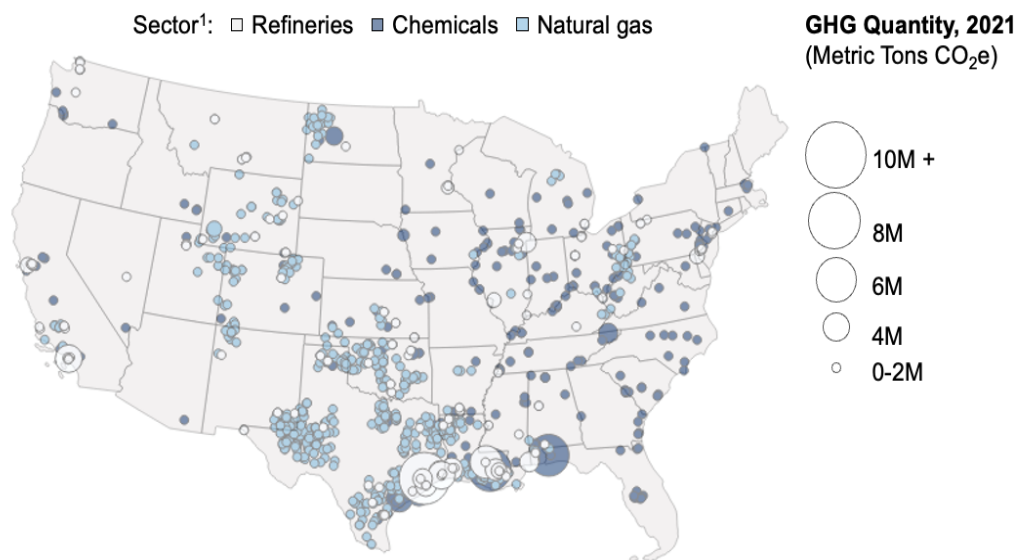 Sector¹: Refineries Chemicals Natural gas
GHG Quantity, 2021
(Metric Tons CO₂e)
10M +
8M
6M
4M
0-2M